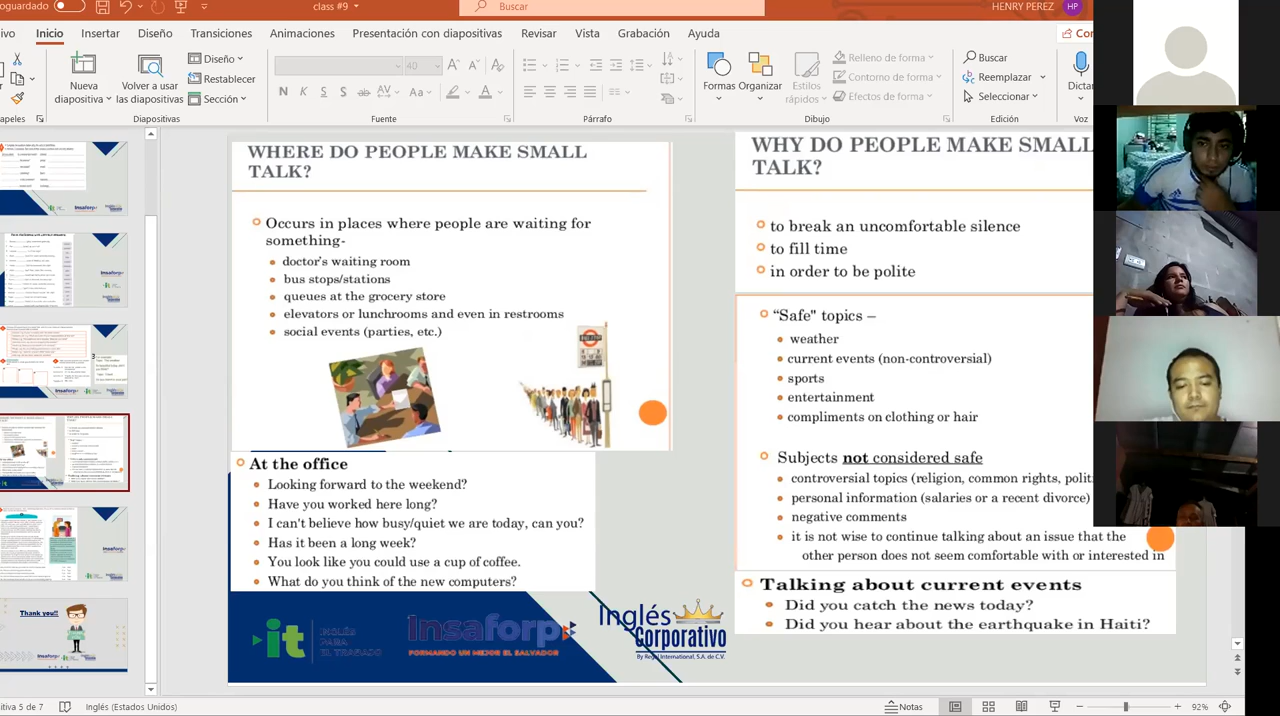 oguardado
class #9
Buscar
HENRY PEREZ
HP
ivo
Inicio
Insertar
Diseño
Transiciones
Animaciones
Presentación con diapositivas
Revisar
Vista
Grabación
Ayuda
Nueva diapositiva
Volver a usar las diapositivas
Diseño
Restablecer
Sección
40
N K S S ab AV Aa
Formas
Organizar
Estilos rápidos
Relleno de forma
Contorno de forma
Efectos de forma
Buscar
Reemplazar
Seleccionar
Dictar
apeles
Diapositivas
Fuente
Párrafo
Dibujo
Edición
Voz
WHERE DO PEOPLE MAKE SMALL
TALK?
Occurs in places where people are waiting for
something-
doctor's waiting room
bus stops/stations
queues at the grocery store
elevators or lunchrooms and even in restrooms
social events (parties, etc.)
At the office
Looking forward to the weekend?
Have you worked here long?
I can't believe how busy/quiet we are today, can you?
Has it been a long week?
You look like you could use a cup of coffee.
What do you think of the new computers?
WHY DO PEOPLE MAKE SMALL
TALK?
to break an uncomfortable silence
to fill time
in order to be polite
"Safe" topics –
weather
current events (non-controversial)
sports
entertainment
compliments on clothing or hair
Subjects not considered safe
controversial topics (religion, common rights, polit
personal information (salaries or a recent divorce)
negative comments
it is not wise to continue talking about an issue that the
other person does not seem comfortable with or interested in
Talking about current events
Did you catch the news today?
Did you hear about the earthquake in Haiti?
it
INGLÉS
PARA
EL TRABAJO
Insaforp
FORMANDO UN MEJOR EL SALVADOR
Inglés
Corporativo
By Regal International, S.A. de C.V.
Thank you!!
itiva 5 de 7
Inglés (Estados Unidos)
Notas
92%